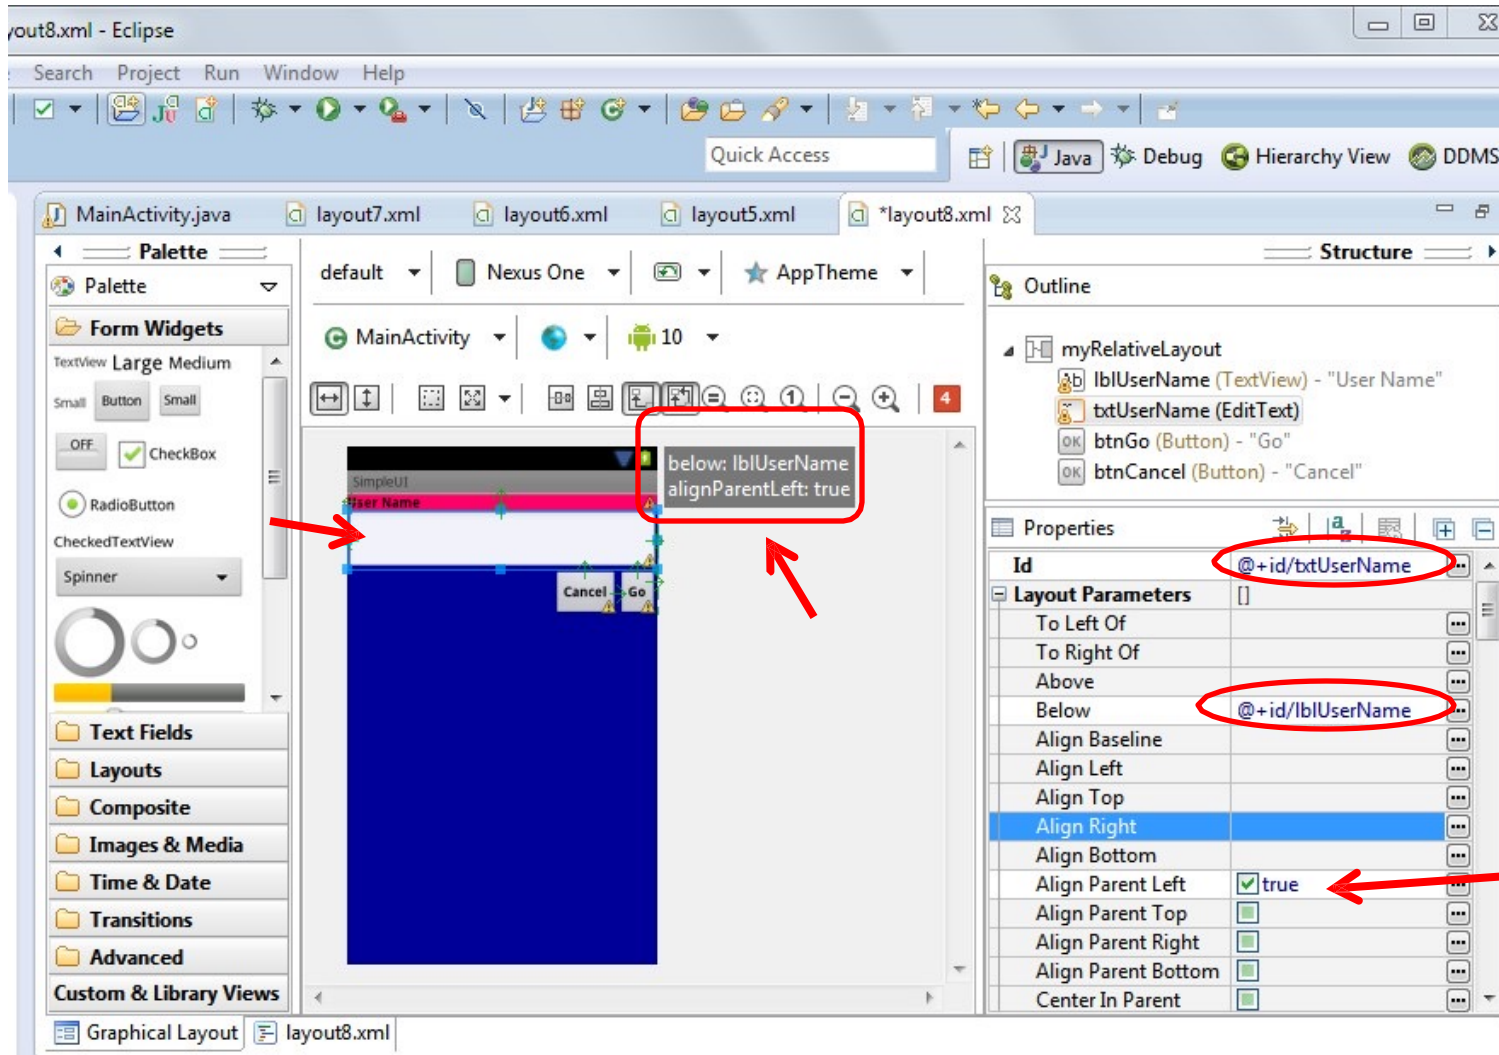 yout8.xml - Eclipse
Search Project Run Window Help
Quick Access
Java Debug Hierarchy View DDMS
MainActivity.java layout7.xml layout6.xml layout5.xml *layout8.xml
Palette
Palette
Form Widgets
TextView Large Medium
Small Button Small
OFF CheckBox
RadioButton
CheckedTextView
Spinner
Text Fields
Layouts
Composite
Images & Media
Time & Date
Transitions
Advanced
Custom & Library Views
default Nexus One AppTheme
MainActivity 10
4
SimpleUI
User Name
Cancel Go
below: lblUserName
alignParentLeft: true
Structure
Outline
myRelativeLayout
lblUserName (TextView) - "User Name"
txtUserName (EditText)
OK btnGo (Button) - "Go"
OK btnCancel (Button) - "Cancel"
Properties
Id @+id/txtUserName
Layout Parameters []
To Left Of
To Right Of
Above
Below @+id/lblUserName
Align Baseline
Align Left
Align Top
Align Right
Align Bottom
Align Parent Left true
Align Parent Top
Align Parent Right
Align Parent Bottom
Center In Parent
Graphical Layout layout8.xml